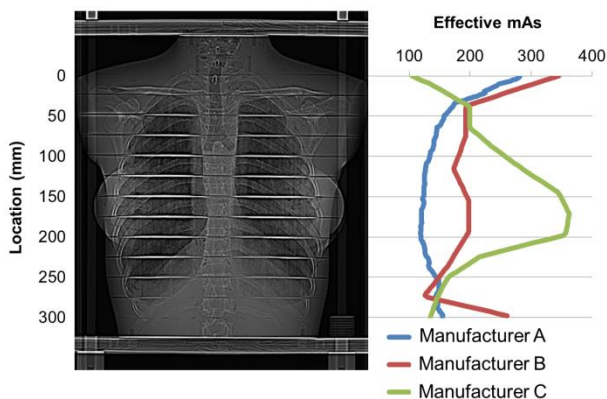 Effective mAs
100 200 300 400
Location (mm)
0
50
100
150
200
250
300
Manufacturer A
Manufacturer B
Manufacturer C